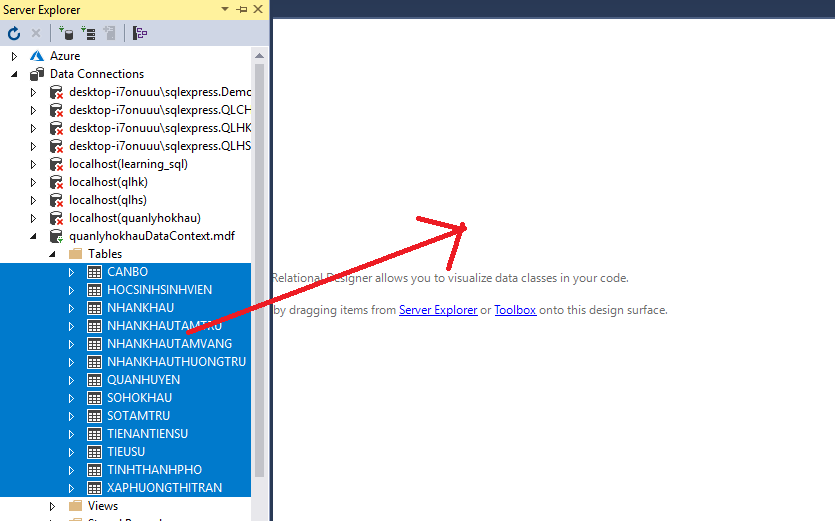 Server Explorer
Azure
Data Connections
desktop-i7onuuu\sqlexpress.Demo
desktop-i7onuuu\sqlexpress.QLCH
desktop-i7onuuu\sqlexpress.QLHK
desktop-i7onuuu\sqlexpress.QLHS
localhost(learning_sql)
localhost(qlhk)
localhost(qlhs)
localhost(quanlyhokhau)
quanlyhokhauDataContext.mdf
Tables
CANBO
HOCSINHSINHVIEN
NHANKHAU
NHANKHAUTAMTRU
NHANKHAUTAMVANG
NHANKHAUTHUONGTRU
QUANHUYEN
SOHOKHAU
SOTAMTRU
TIENANTIENSU
TIEUSU
TINHTHANHPHO
XAPHUONGTHITRAN
Views
Relational Designer allows you to visualize data classes in your code.
by dragging items from Server Explorer or Toolbox onto this design surface.